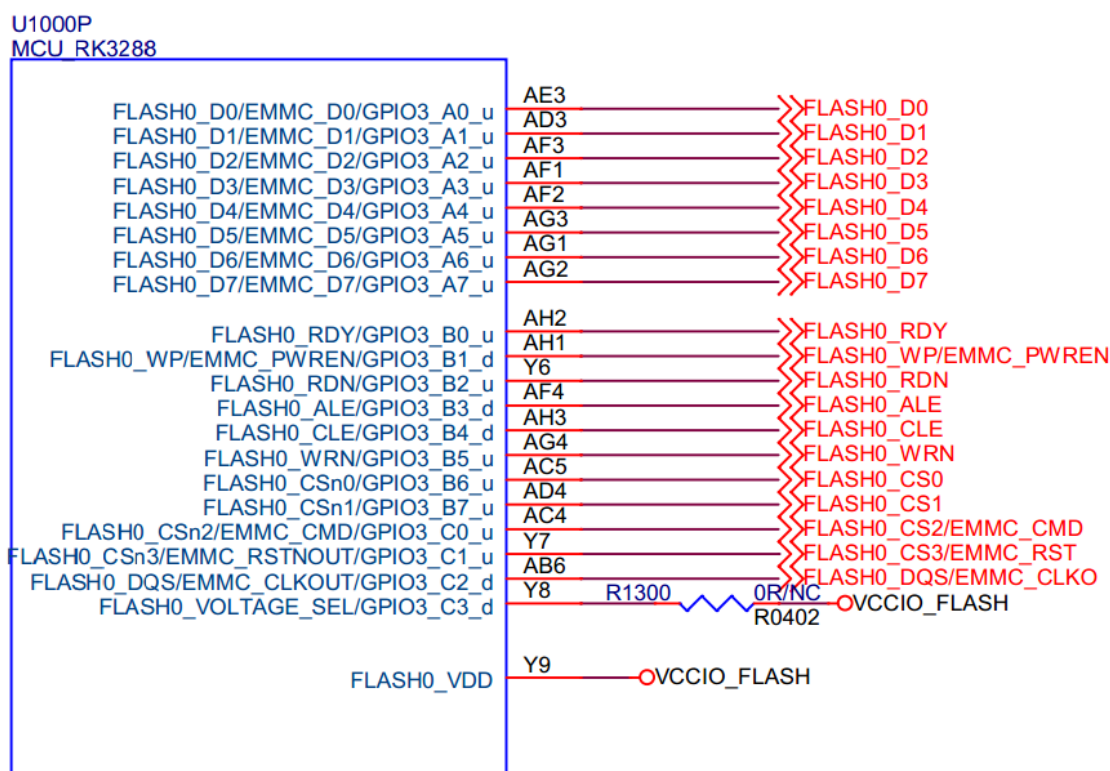 U1000P
MCU_RK3288
FLASH0_D0/EMMC_D0/GPIO3_A0_u AE3 FLASH0_D0
FLASH0_D1/EMMC_D1/GPIO3_A1_u AD3 FLASH0_D1
FLASH0_D2/EMMC_D2/GPIO3_A2_u AF3 FLASH0_D2
FLASH0_D3/EMMC_D3/GPIO3_A3_u AF1 FLASH0_D3
FLASH0_D4/EMMC_D4/GPIO3_A4_u AF2 FLASH0_D4
FLASH0_D5/EMMC_D5/GPIO3_A5_u AG3 FLASH0_D5
FLASH0_D6/EMMC_D6/GPIO3_A6_u AG1 FLASH0_D6
FLASH0_D7/EMMC_D7/GPIO3_A7_u AG2 FLASH0_D7
FLASH0_RDY/GPIO3_B0_u AH2 FLASH0_RDY
FLASH0_WP/EMMC_PWREN/GPIO3_B1_d AH1 FLASH0_WP/EMMC_PWREN
FLASH0_RDN/GPIO3_B2_u Y6 FLASH0_RDN
FLASH0_ALE/GPIO3_B3_d AF4 FLASH0_ALE
FLASH0_CLE/GPIO3_B4_d AH3 FLASH0_CLE
FLASH0_WRN/GPIO3_B5_u AG4 FLASH0_WRN
FLASH0_CSn0/GPIO3_B6_u AC5 FLASH0_CS0
FLASH0_CSn1/GPIO3_B7_u AD4 FLASH0_CS1
FLASH0_CSn2/EMMC_CMD/GPIO3_C0_u AC4 FLASH0_CS2/EMMC_CMD
FLASH0_CSn3/EMMC_RSTNOUT/GPIO3_C1_u Y7 FLASH0_CS3/EMMC_RST
FLASH0_DQS/EMMC_CLKOUT/GPIO3_C2_d AB6 FLASH0_DQS/EMMC_CLKO
FLASH0_VOLTAGE_SEL/GPIO3_C3_d Y8 R1300 0R/NC VCCIO_FLASH
R0402
FLASH0_VDD Y9 VCCIO_FLASH